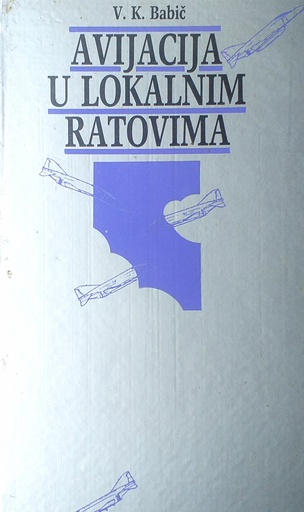 V. K. Babič
AVIJACIJA
U LOKALNIM
RATOVIMA